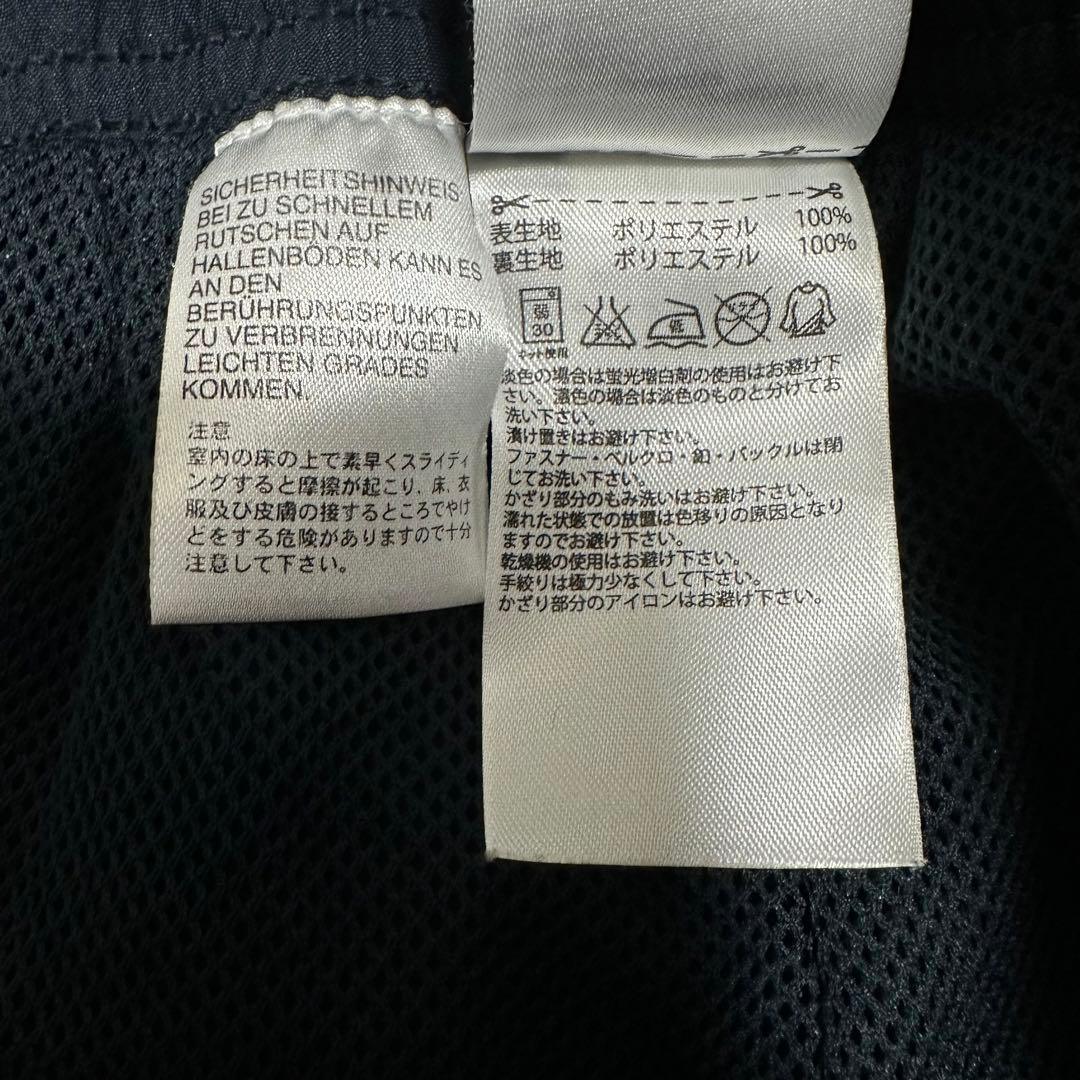 SICHERHEITSHINWEIS
BEI ZU SCHNELLEM
RUTSCHEN AUF
HALLENBÖDEN KANN ES
AN DEN
BERÜHRUNGSPUNKTEN
ZU VERBRENNUNGEN
LEICHTEN GRADES
KOMMEN.
注意
室内の床の上で素早くスライディ
ングすると摩擦が起こり、床、衣
服及び皮膚の接するところでやけ
どをする危険がありますので十分
注意して下さい。
表生地 ポリエステル 100%
裏生地 ポリエステル 100%
弱 30 低
ネット使用
淡色の場合は蛍光増白剤の使用はお避け下
さい。濃色の場合は淡色のものと分けてお
洗い下さい。
漬け置きはお避け下さい。
ファスナー・ベルクロ・紐・バックルは閉
じてお洗い下さい。
かざり部分のもみ洗いはお避け下さい。
濡れた状態での放置は色移りの原因となり
ますのでお避け下さい。
乾燥機の使用はお避け下さい。
手絞りは極力少なくして下さい。
かざり部分のアイロンはお避け下さい。